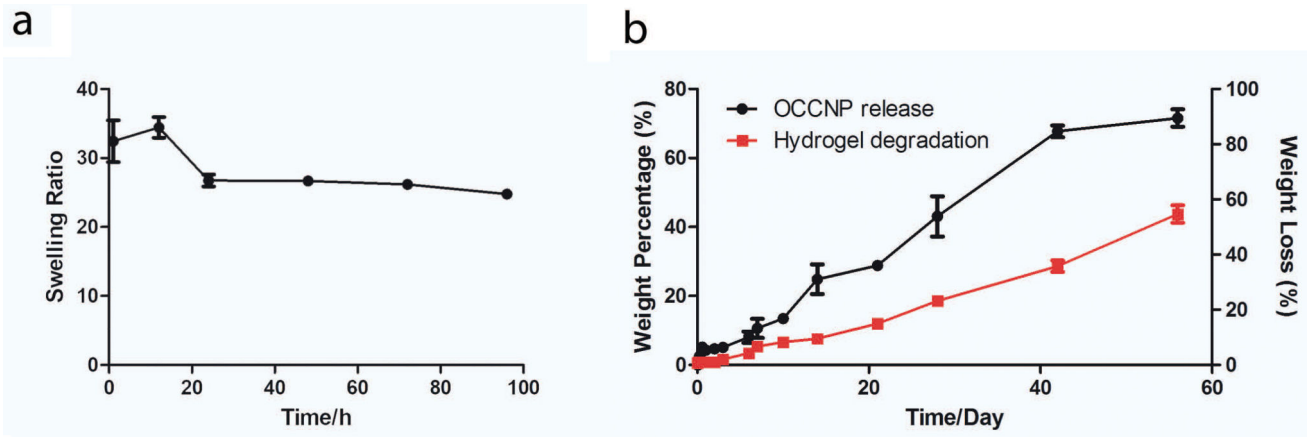 a
40
30
20
10
0
Swelling Ratio
0 20 40 60 80 100
Time/h
b
80
60
40
20
0
Weight Percentage (%)
OCCNP release
Hydrogel degradation
100
80
60
40
20
0
Weight Loss (%)
0 20 40 60
Time/Day